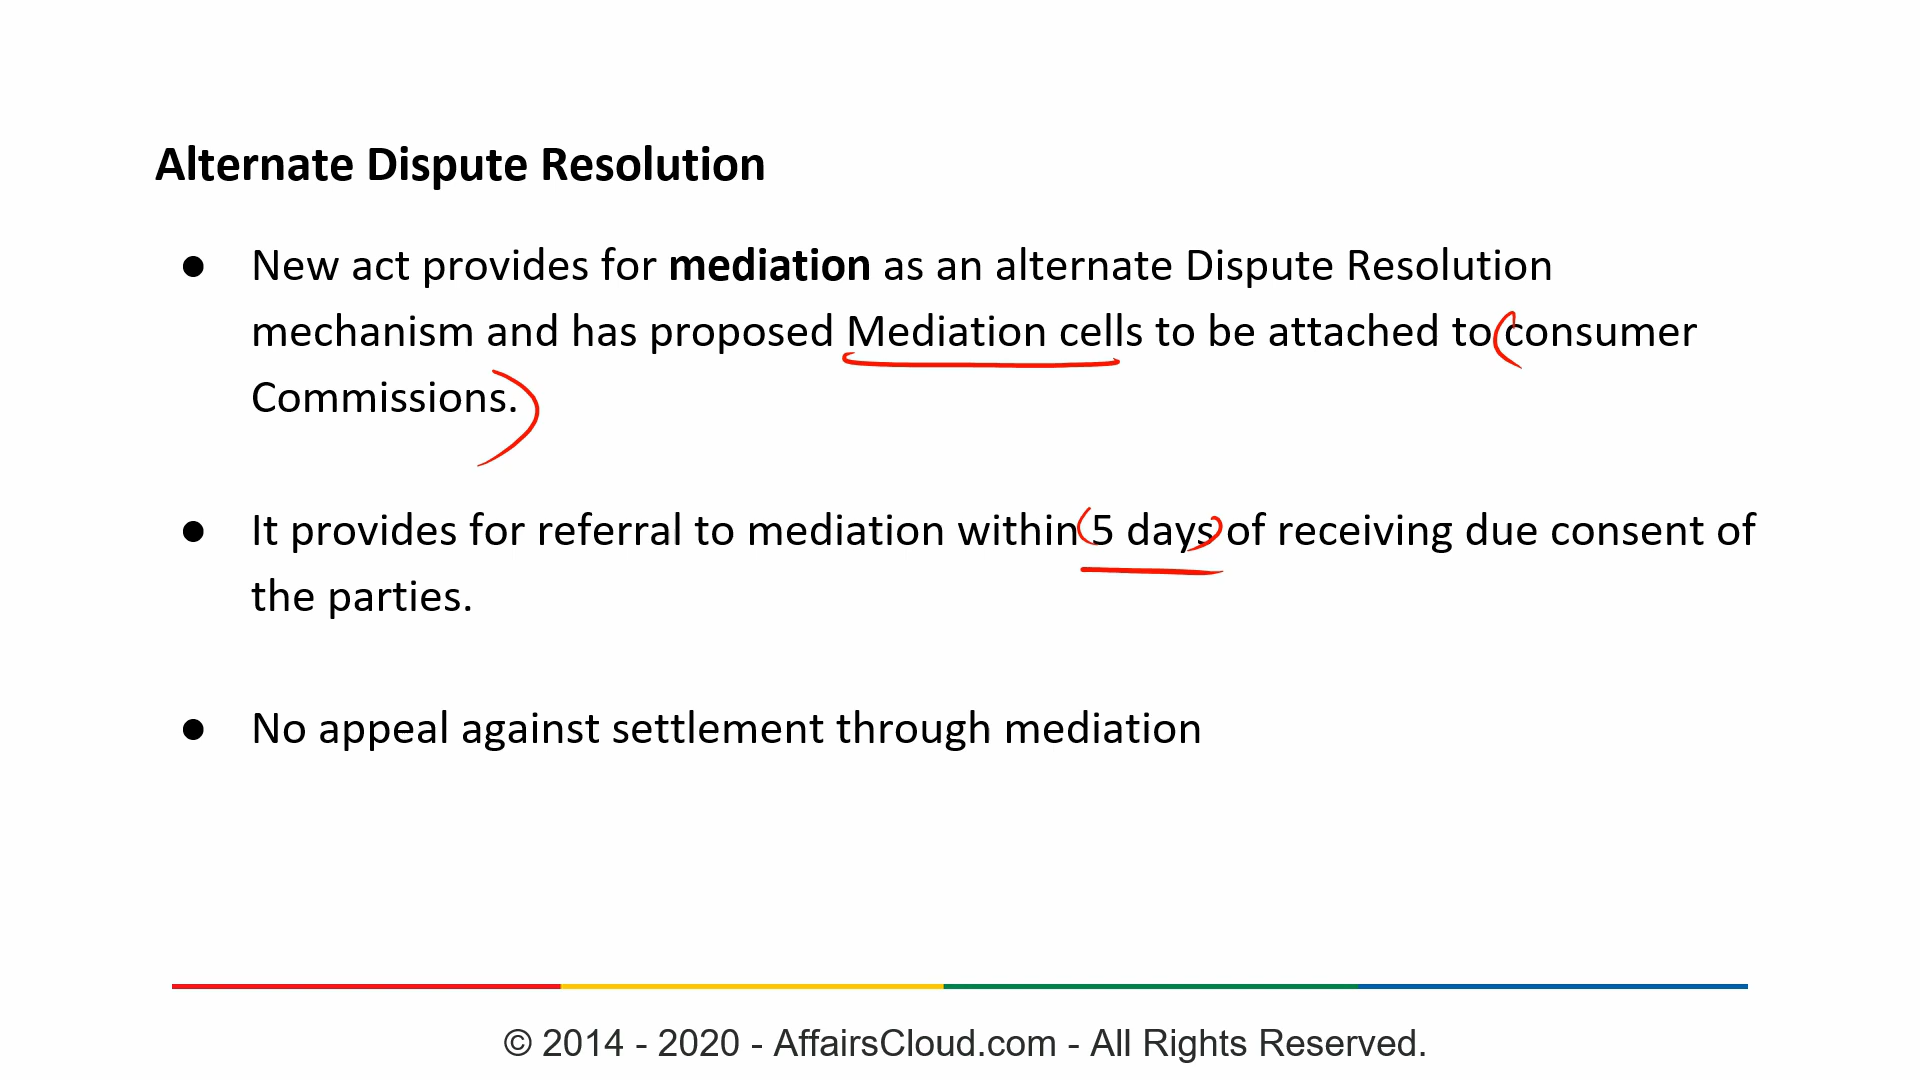 Alternate Dispute Resolution
● New act provides for mediation as an alternate Dispute Resolution
mechanism and has proposed Mediation cells to be attached to consumer
Commissions.
● It provides for referral to mediation within 5 days of receiving due consent of
the parties.
● No appeal against settlement through mediation
© 2014 - 2020 - AffairsCloud.com - All Rights Reserved.